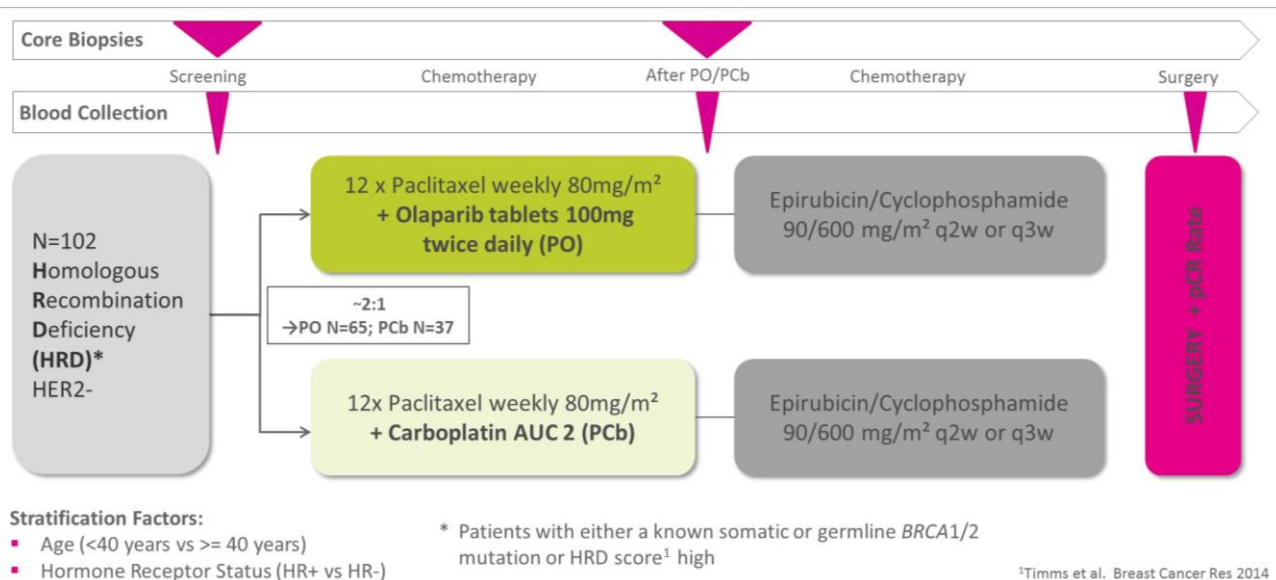 Core Biopsies
Screening
Chemotherapy
After PO/PCb
Chemotherapy
Surgery
Blood Collection
N=102
Homologous
Recombination
Deficiency
(HRD)*
HER2-
~2:1
→PO N=65; PCb N=37
12 x Paclitaxel weekly 80mg/m²
+ Olaparib tablets 100mg
twice daily (PO)
Epirubicin/Cyclophosphamide
90/600 mg/m² q2w or q3w
12x Paclitaxel weekly 80mg/m²
+ Carboplatin AUC 2 (PCb)
Epirubicin/Cyclophosphamide
90/600 mg/m² q2w or q3w
SURGERY + pCR Rate
Stratification Factors:
▪ Age (<40 years vs >= 40 years)
▪ Hormone Receptor Status (HR+ vs HR-)
* Patients with either a known somatic or germline BRCA1/2
mutation or HRD score¹ high
¹Timms et al. Breast Cancer Res 2014